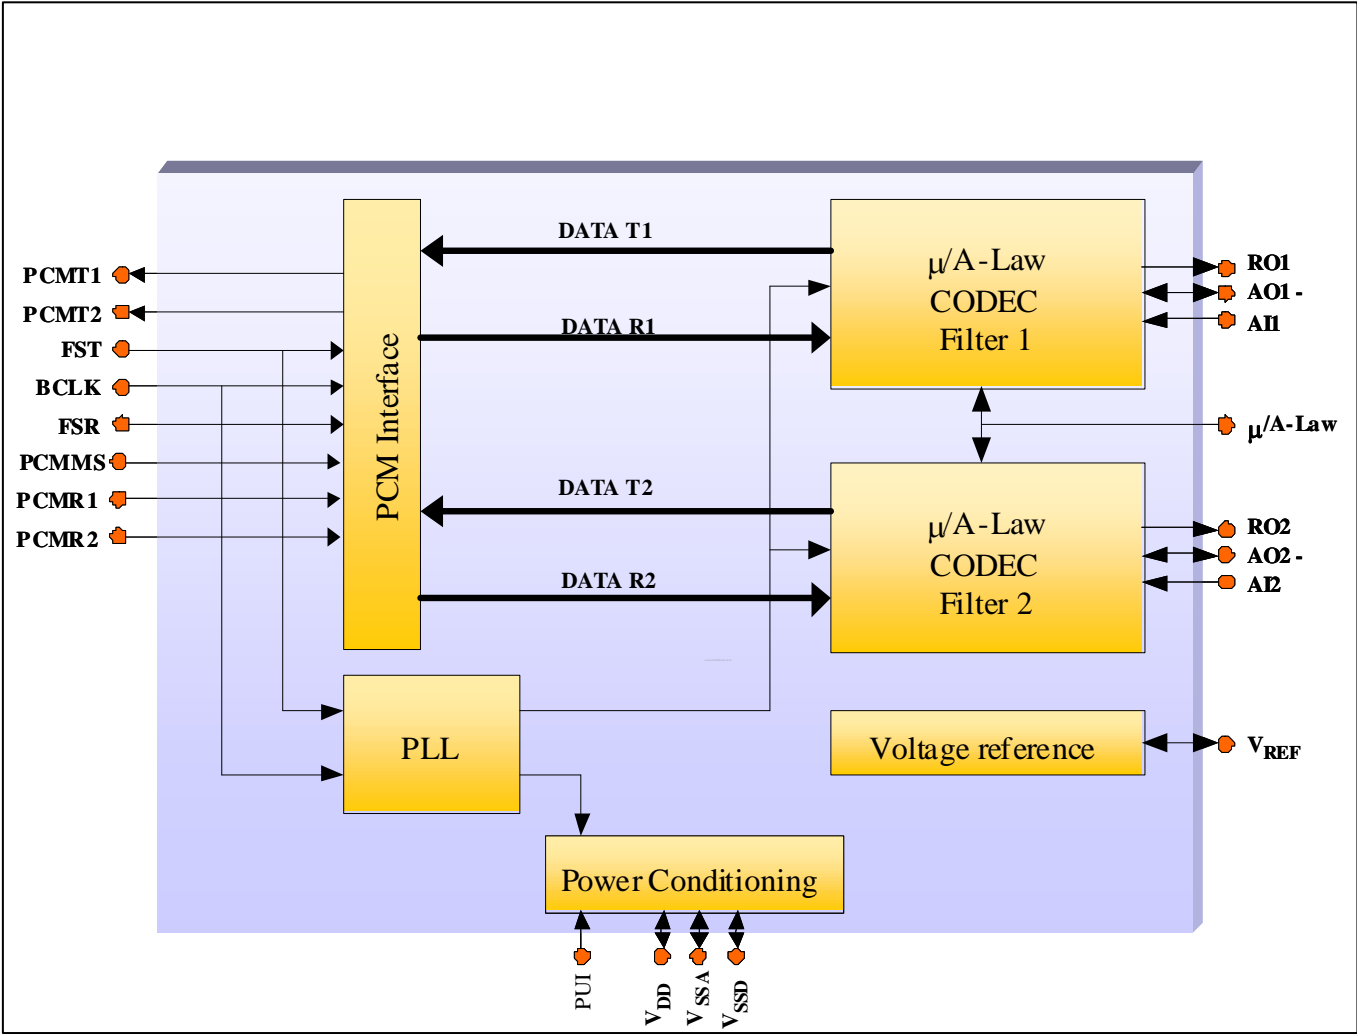 DATA T1
μ/A-Law
CODEC
Filter 1
DATA R1
PCM Interface
PCMT1
PCMT2
FST
BCLK
FSR
PCMMS
PCMR1
PCMR2
RO1
AO1 -
AI1
μ/A-Law
DATA T2
μ/A-Law
CODEC
Filter 2
DATA R2
RO2
AO2 -
AI2
PLL
Voltage reference
VREF
Power Conditioning
PUI
VDD
VSSA
VSSD